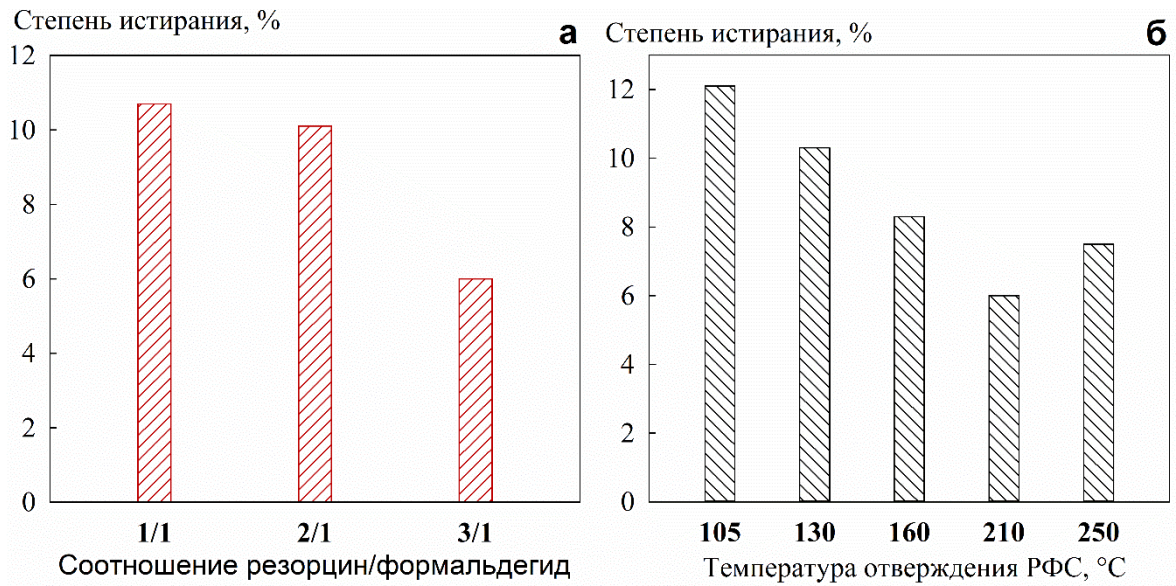 Степень истирания, %
а
12
10
8
6
4
2
0
1/1 2/1 3/1
Соотношение резорцин/формальдегид
Степень истирания, %
б
12
10
8
6
4
2
0
105 130 160 210 250
Температура отверждения РФС, °С